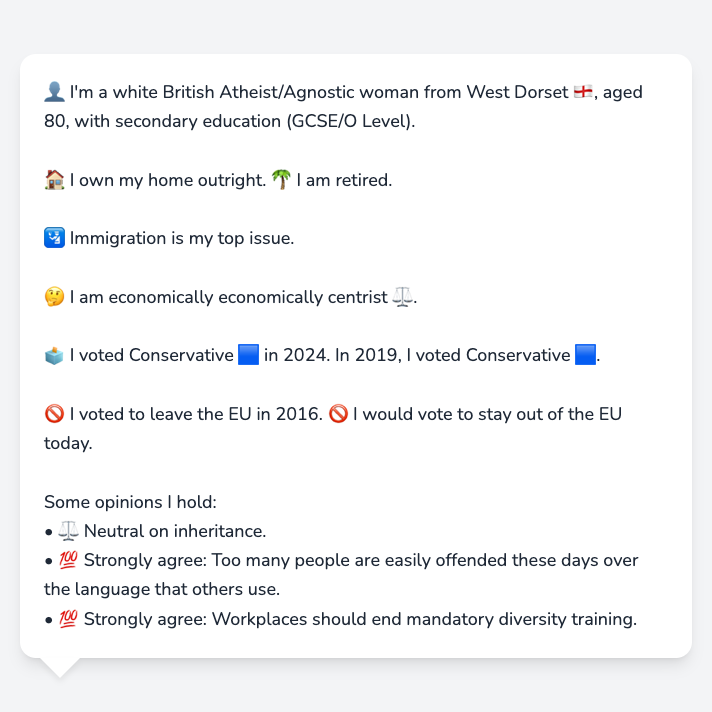 👤 I'm a white British Atheist/Agnostic woman from West Dorset 🏴󠁧󠁢󠁥󠁮󠁧󠁿, aged
80, with secondary education (GCSE/O Level).
🏠 I own my home outright. 🌴 I am retired.
🛂 Immigration is my top issue.
🤔 I am economically economically centrist ⚖️.
🗳️ I voted Conservative 🟦 in 2024. In 2019, I voted Conservative 🟦.
🚫 I voted to leave the EU in 2016. 🚫 I would vote to stay out of the EU
today.
Some opinions I hold:
• ⚖️ Neutral on inheritance.
• 💯 Strongly agree: Too many people are easily offended these days over
the language that others use.
• 💯 Strongly agree: Workplaces should end mandatory diversity training.